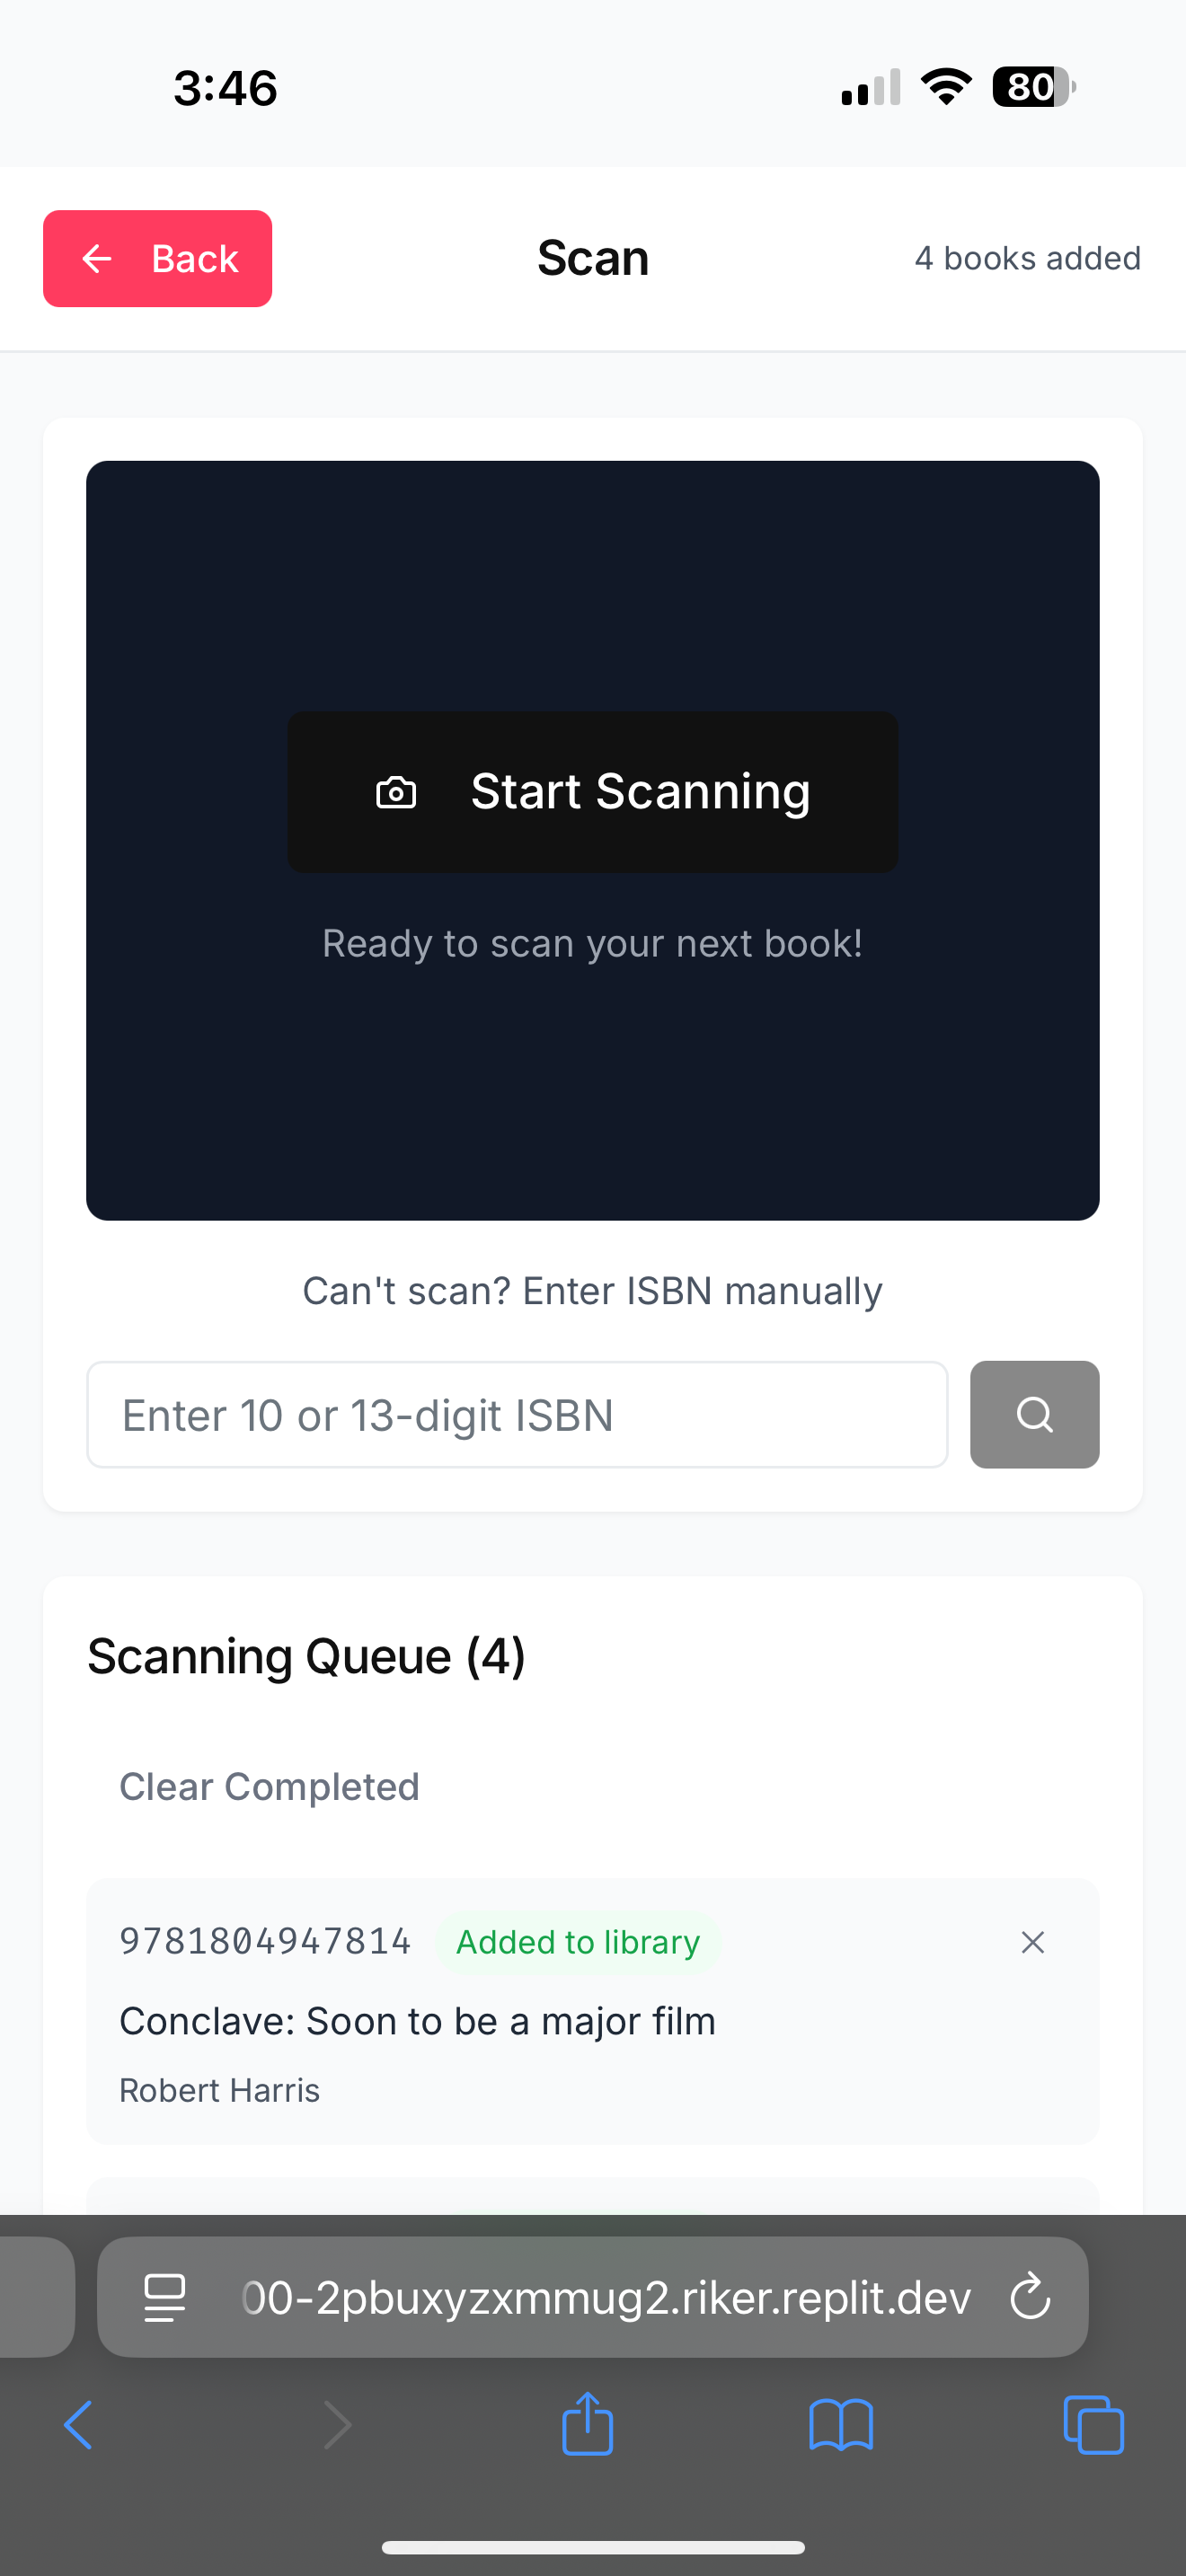 3:46
80
Back
Scan
4 books added
Start Scanning
Ready to scan your next book!
Can't scan? Enter ISBN manually
Enter 10 or 13-digit ISBN
Scanning Queue (4)
Clear Completed
9781804947814 Added to library
Conclave: Soon to be a major film
Robert Harris
00-2pbuxyzxmmug2.riker.replit.dev